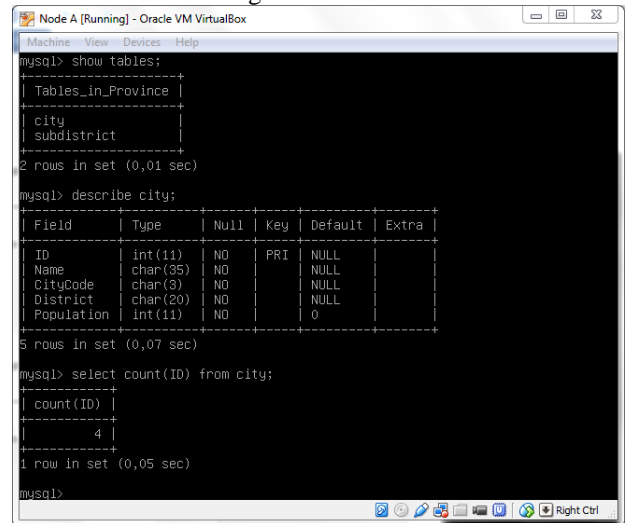 Node A [Running] - Oracle VM VirtualBox
Machine View Devices Help
mysql> show tables;
+--------------------+
| Tables_in_Province |
+--------------------+
| city               |
| subdistrict        |
+--------------------+
2 rows in set (0,01 sec)
mysql> describe city;
+------------+----------+------+-----+---------+-------+
| Field      | Type     | Null | Key | Default | Extra |
+------------+----------+------+-----+---------+-------+
| ID         | int(11)  | NO   | PRI | NULL    |       |
| Name       | char(35) | NO   |     | NULL    |       |
| CityCode   | char(3)  | NO   |     | NULL    |       |
| District   | char(20) | NO   |     | NULL    |       |
| Population | int(11)  | NO   |     | 0       |       |
+------------+----------+------+-----+---------+-------+
5 rows in set (0,07 sec)
mysql> select count(ID) from city;
+-----------+
| count(ID) |
+-----------+
|         4 |
+-----------+
1 row in set (0,05 sec)
mysql>
Right Ctrl